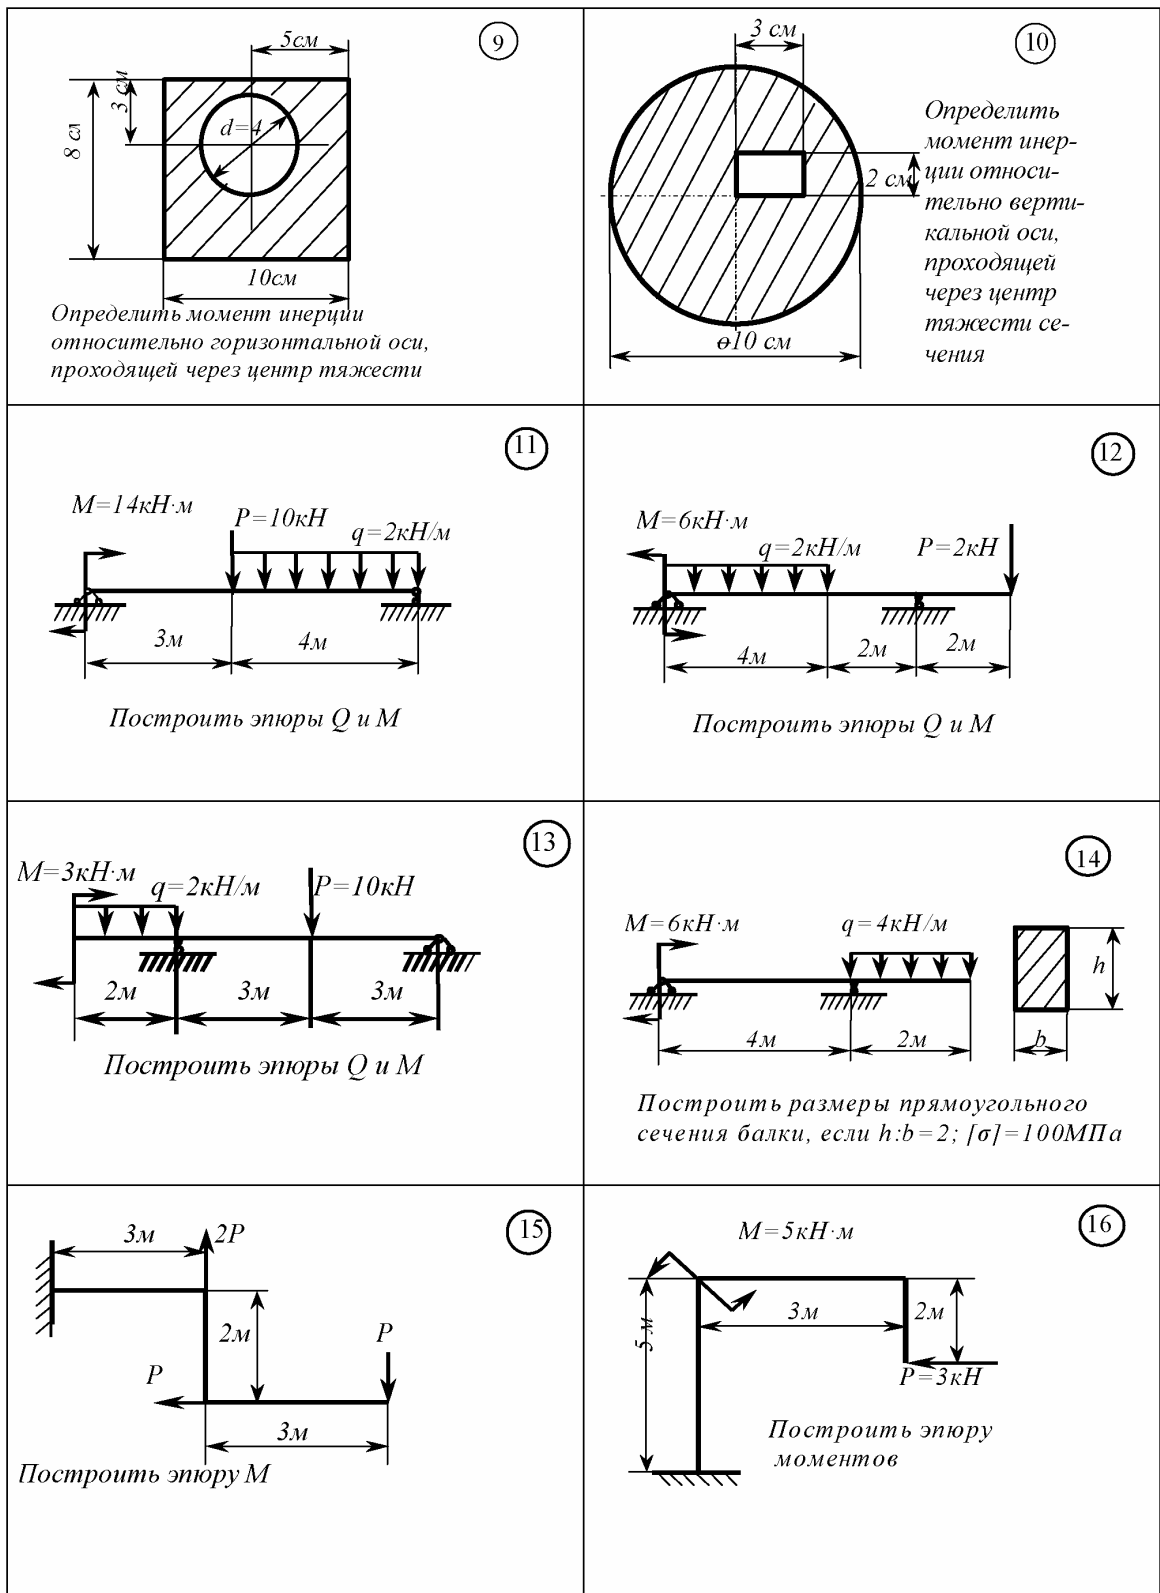 9
5см
3 см
8 см
d=4
10см
Определить момент инерции
относительно горизонтальной оси,
проходящей через центр тяжести
10
3 см
2 см
ө10 см
Определить
момент инер-
ции относи-
тельно верти-
кальной оси,
проходящей
через центр
тяжести се-
чения
11
M=14кН·м
P=10кН
q=2кН/м
3м
4м
Построить эпюры Q и M
12
M=6кН·м
q=2кН/м
P=2кН
4м
2м
2м
Построить эпюры Q и M
13
M=3кН·м
q=2кН/м
P=10кН
2м
3м
3м
Построить эпюры Q и M
14
M=6кН·м
q=4кН/м
h
4м
2м
b
Построить размеры прямоугольного
сечения балки, если h:b=2; [σ]=100МПа
15
3м
2P
2м
P
P
3м
Построить эпюру M
16
M=5кН·м
5 м
3м
2м
P=3кН
Построить эпюру
моментов